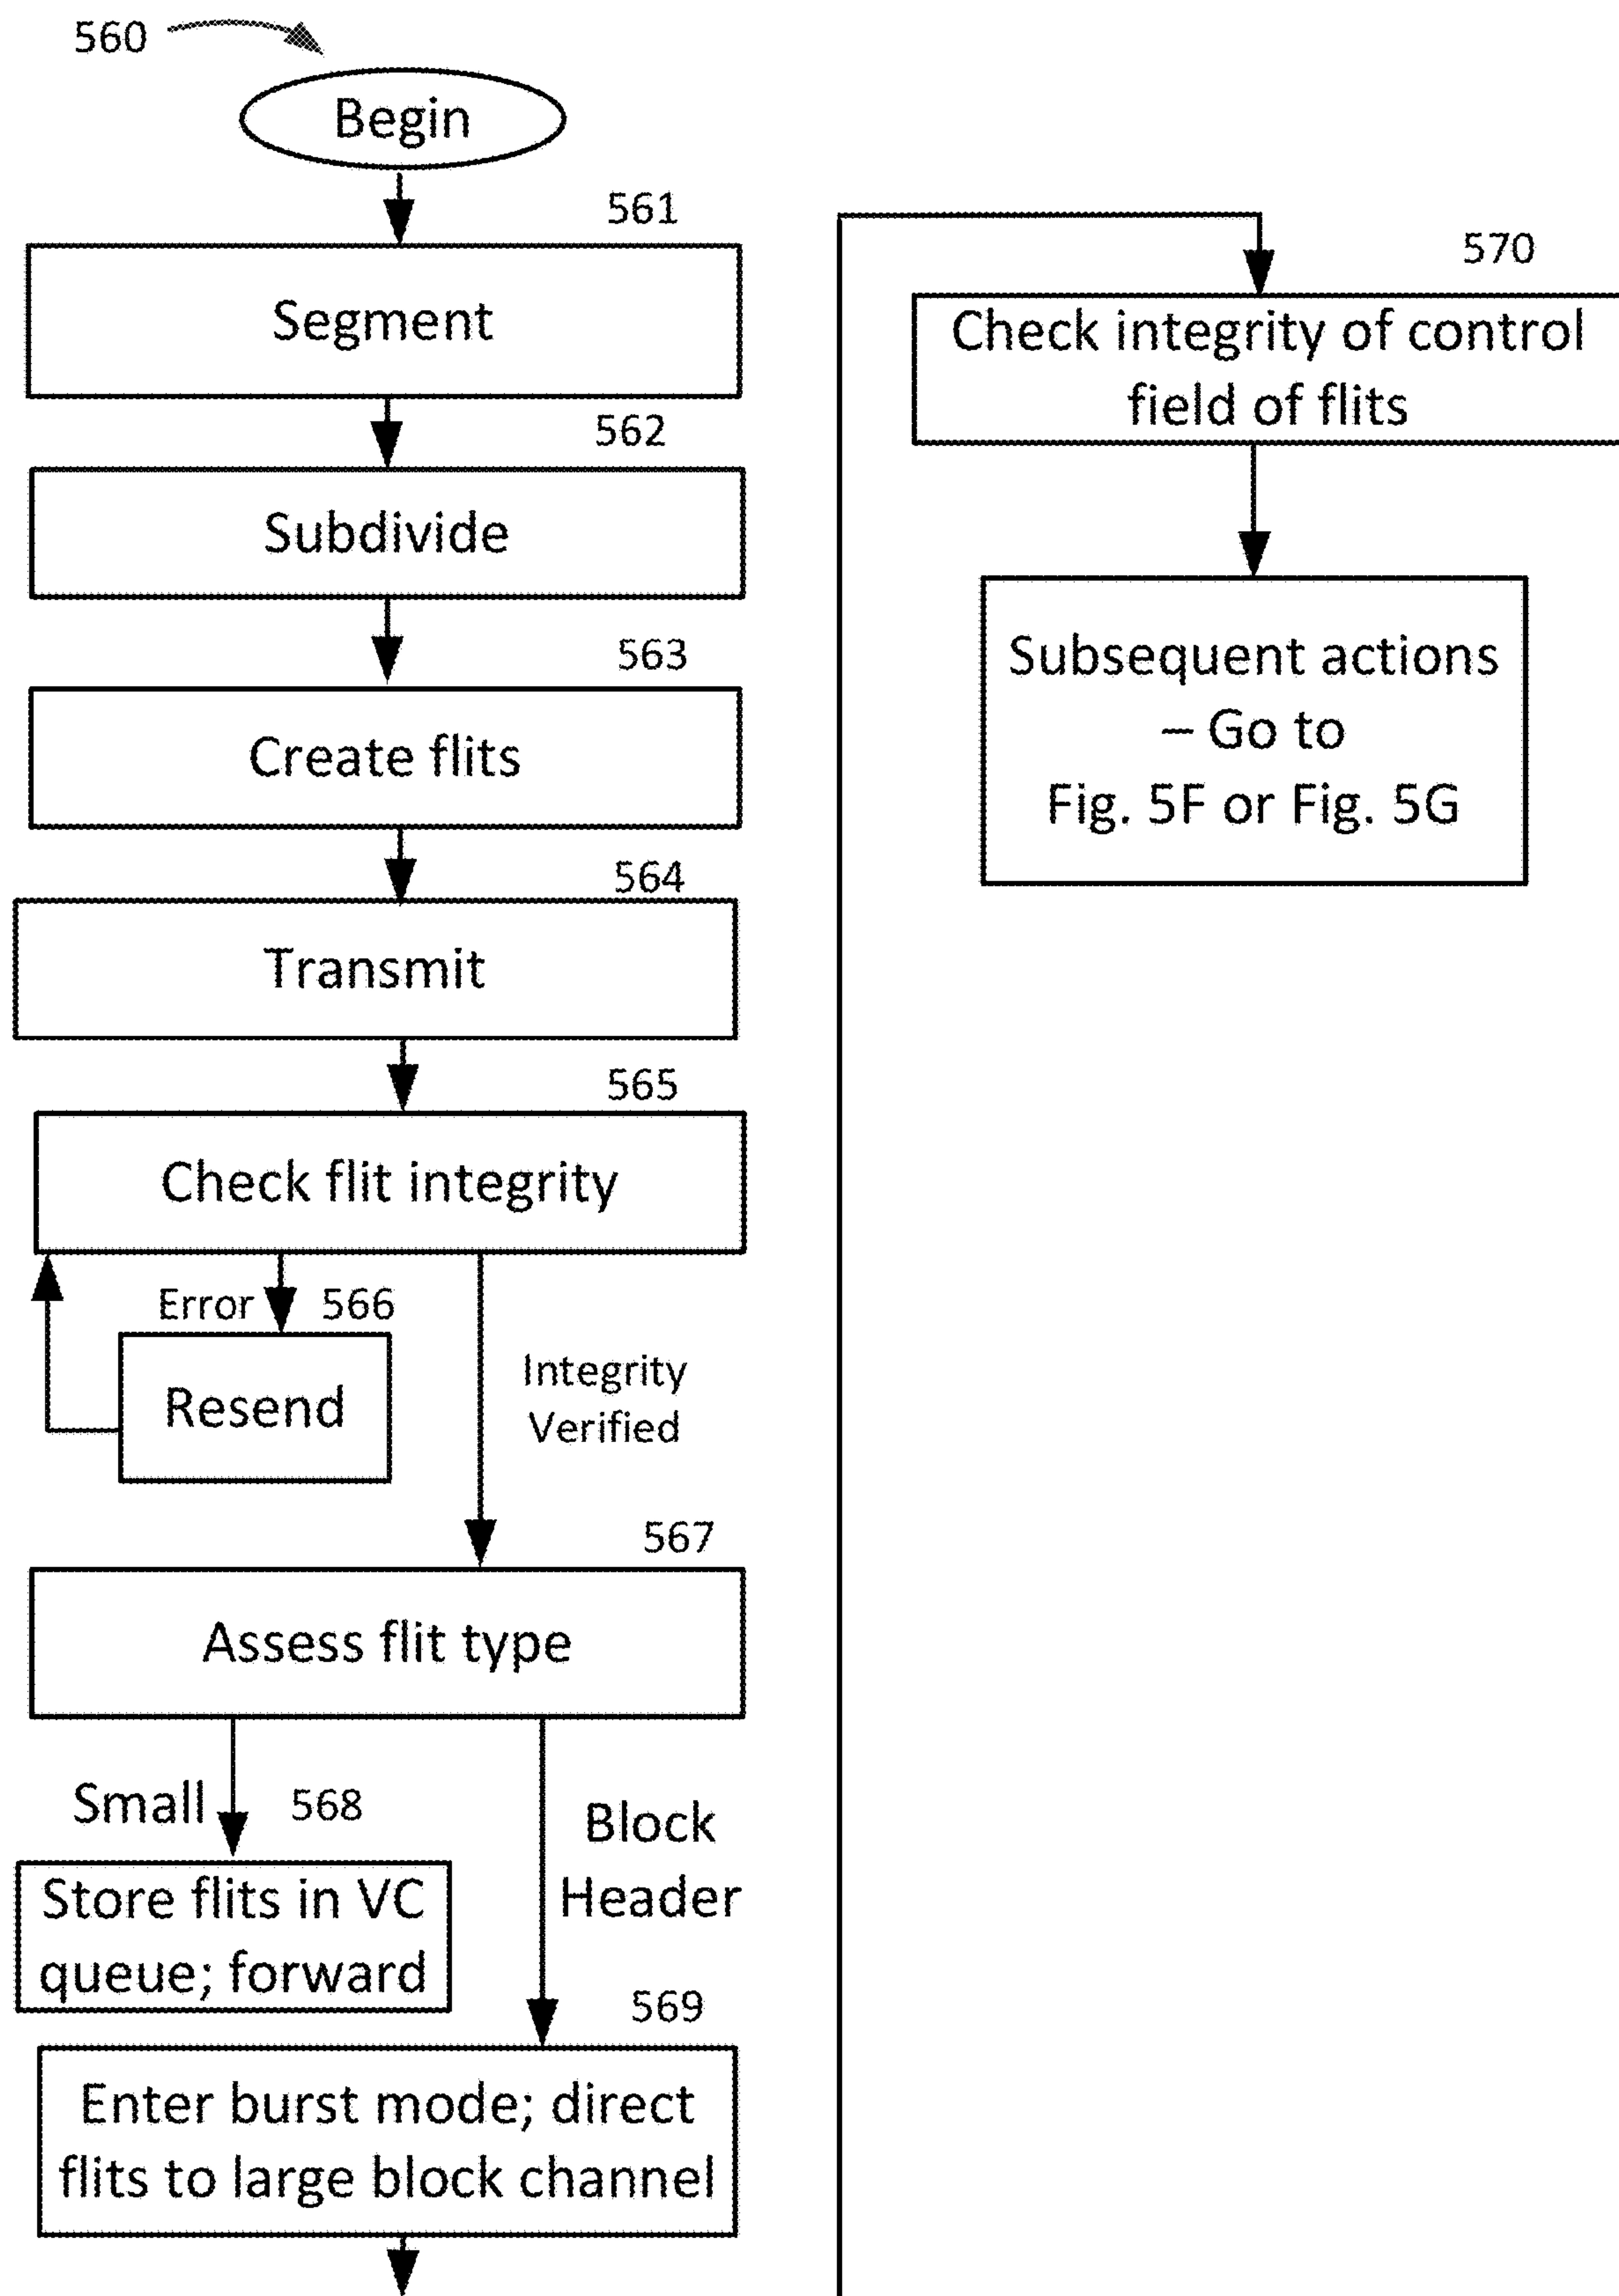 560
Begin
561
Segment
562
Subdivide
563
Create flits
564
Transmit
565
Check flit integrity
Error
566
Resend
Integrity
Verified
567
Assess flit type
Small
568
Store flits in VC
queue; forward
Block
Header
569
Enter burst mode; direct
flits to large block channel
570
Check integrity of control
field of flits
Subsequent actions
– Go to
Fig. 5F or Fig. 5G